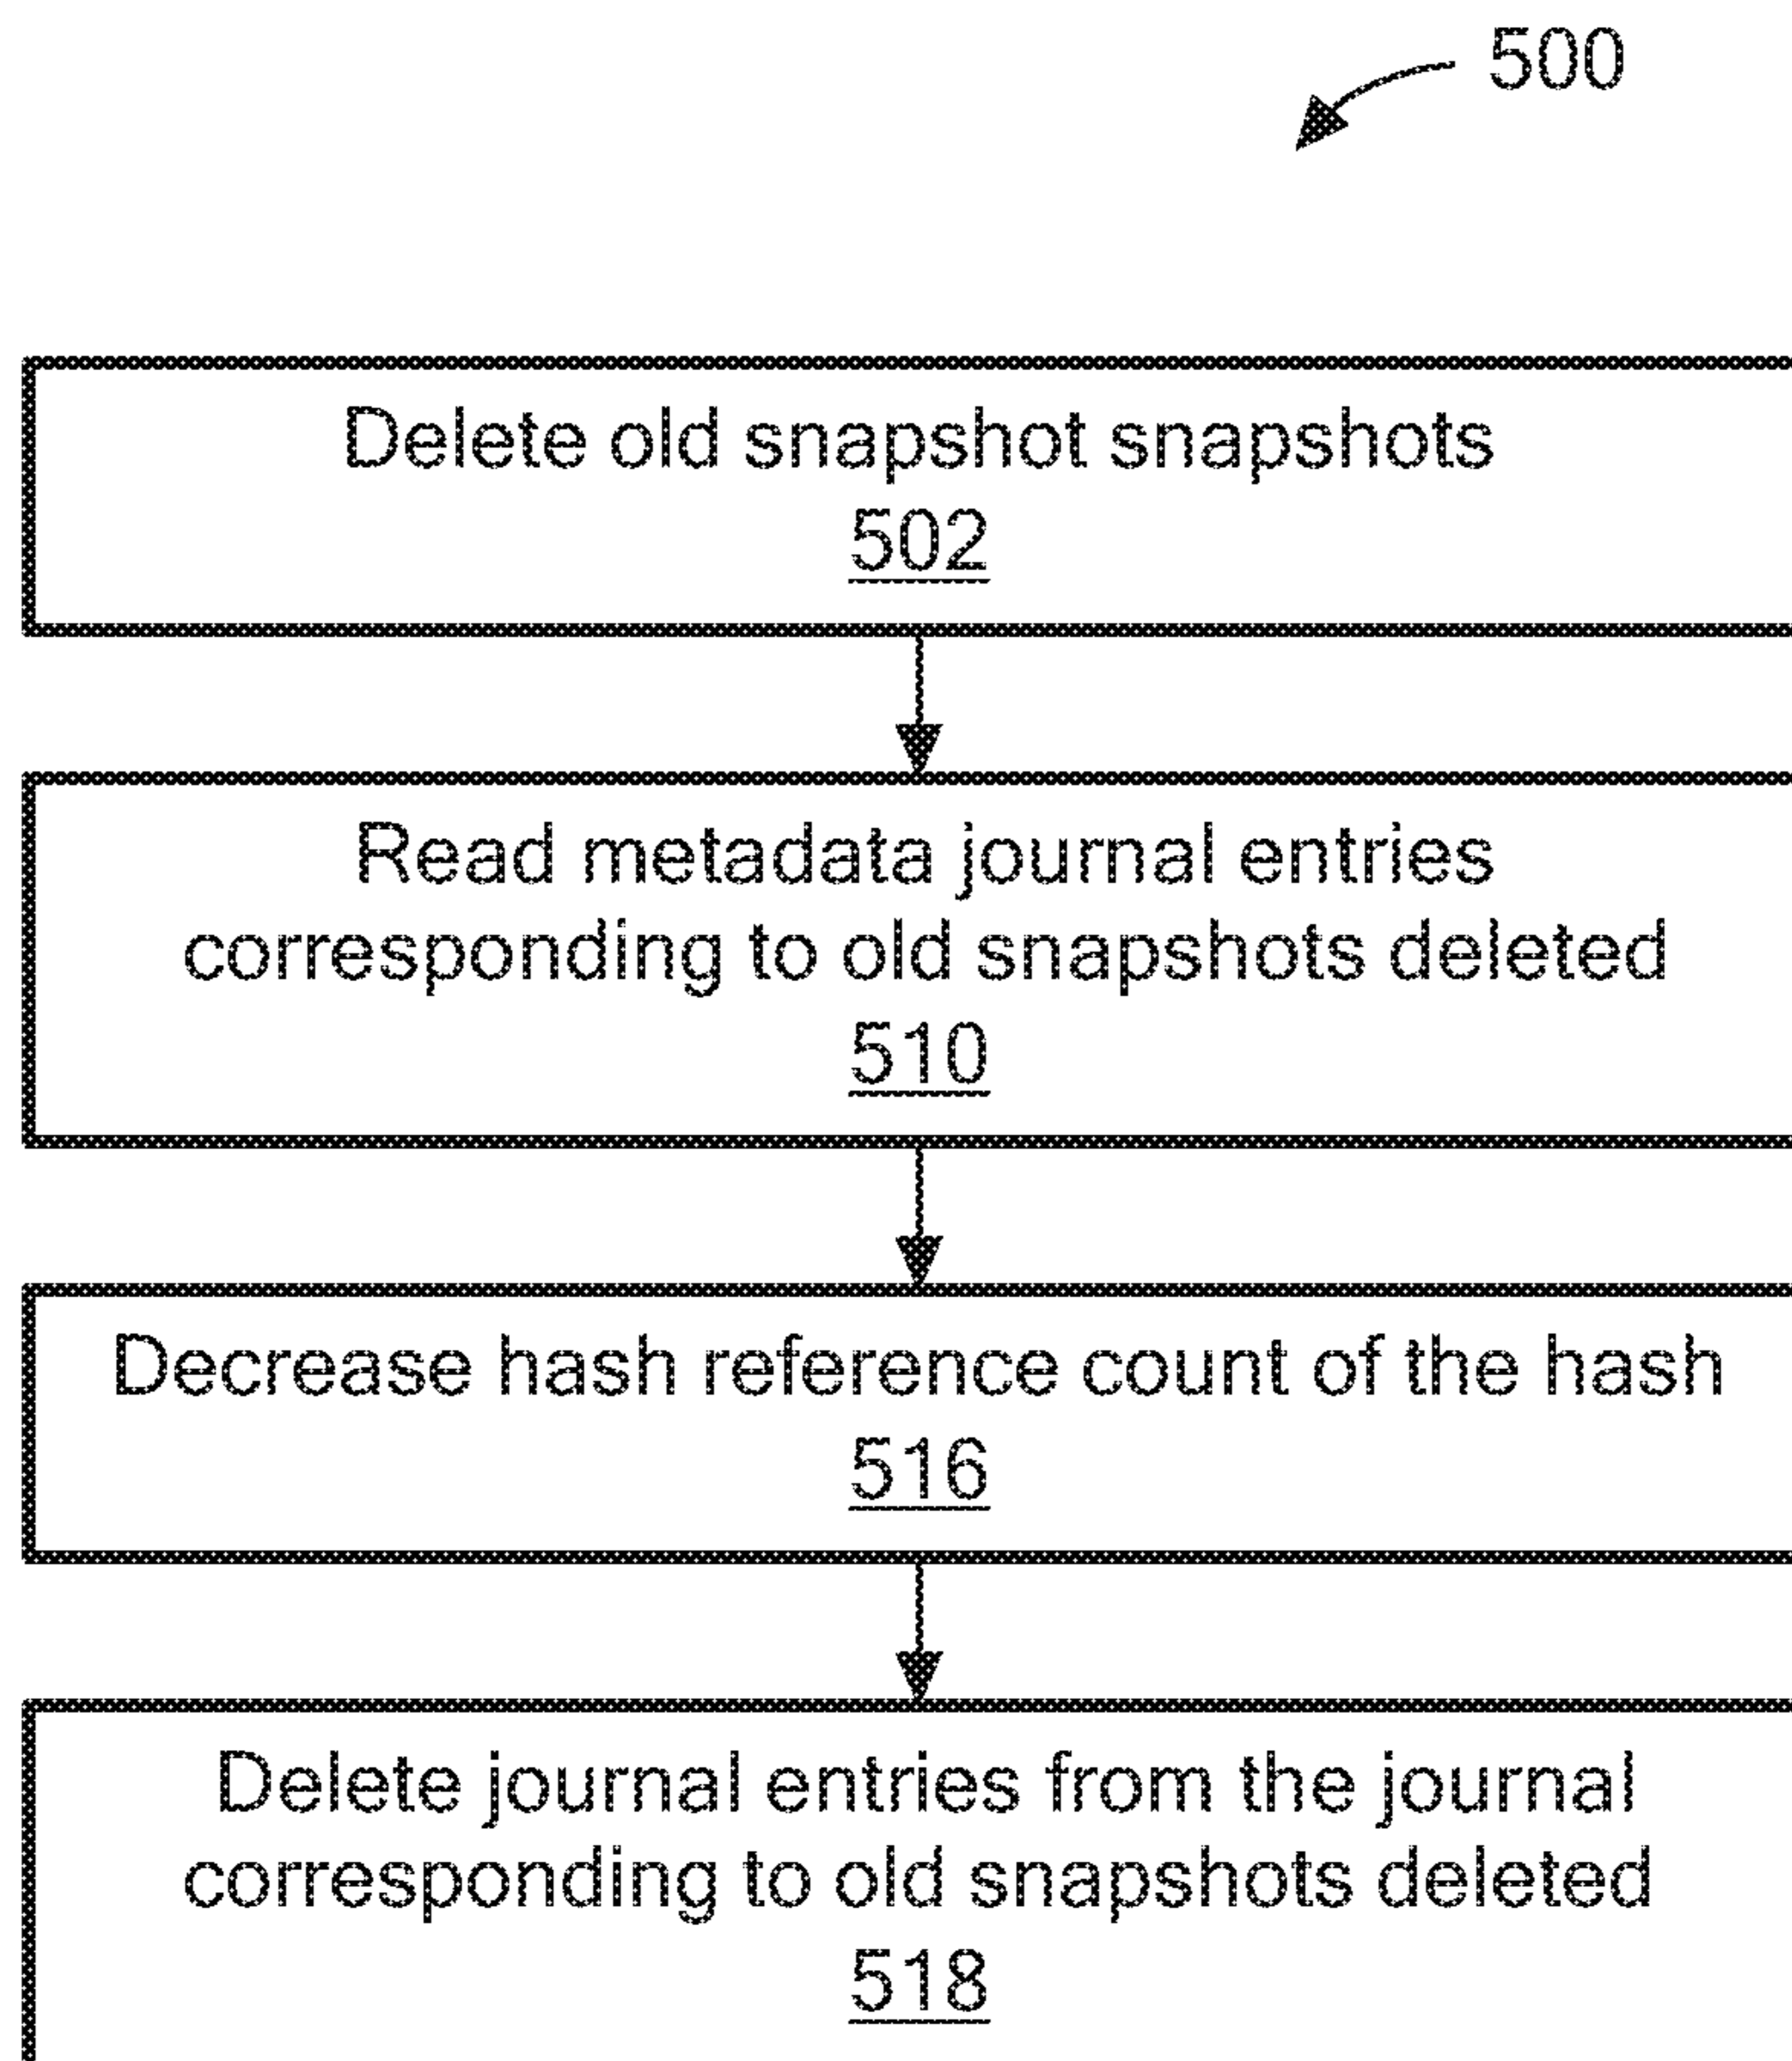 500
Delete old snapshot snapshots
502
Read metadata journal entries
corresponding to old snapshots deleted
510
Decrease hash reference count of the hash
516
Delete journal entries from the journal
corresponding to old snapshots deleted
518